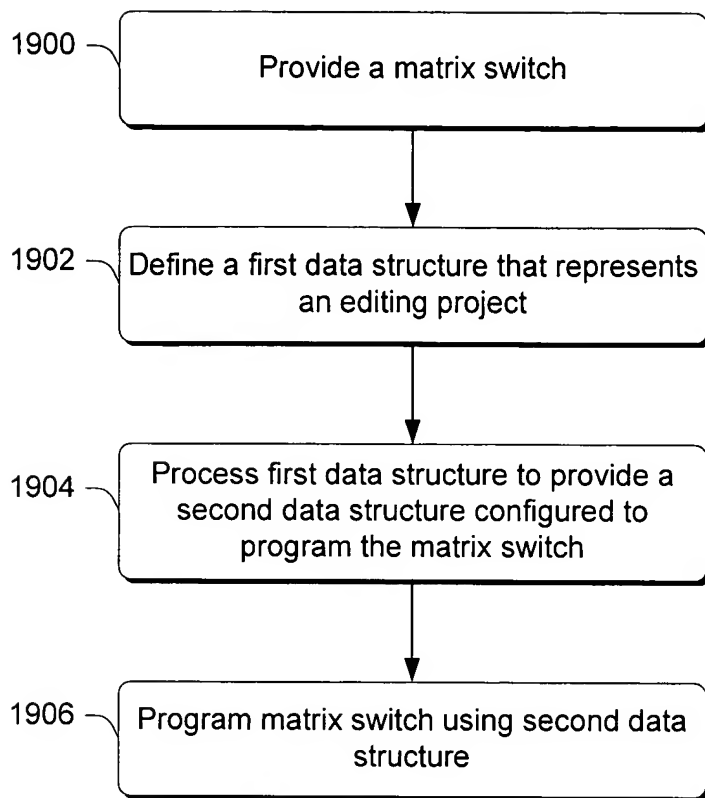 1900
Provide a matrix switch
1902
Define a first data structure that represents
an editing project
1904
Process first data structure to provide a
second data structure configured to
program the matrix switch
1906
Program matrix switch using second data
structure